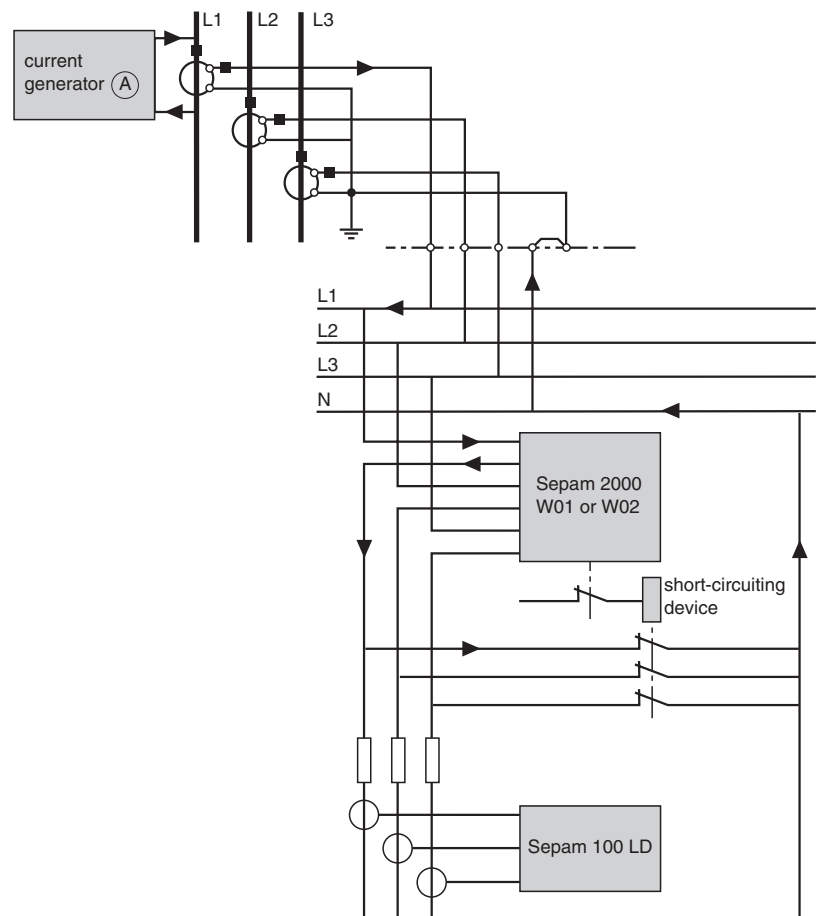 L1 L2 L3
current
generator A
L1
L2
L3
N
Sepam 2000
W01 or W02
short-circuiting
device
Sepam 100 LD